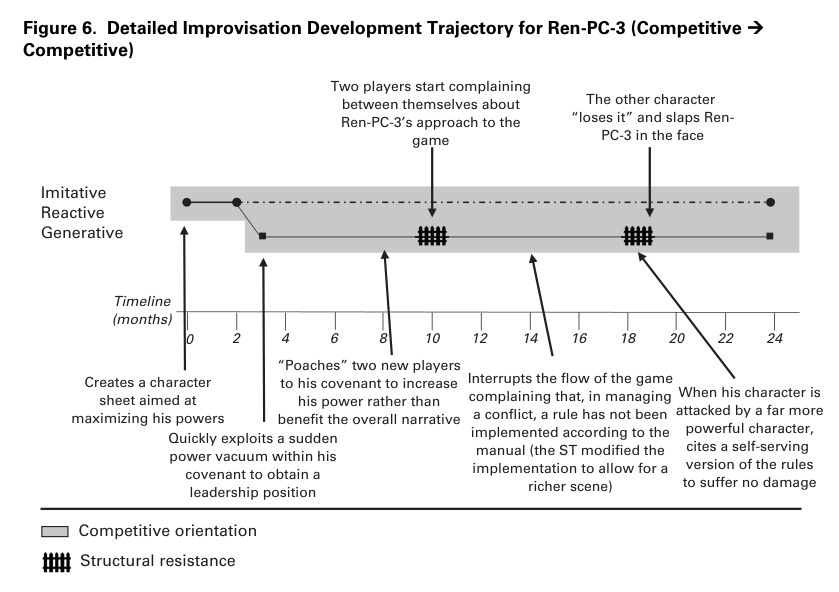 Figure 6.  Detailed Improvisation Development Trajectory for Ren-PC-3 (Competitive →
Competitive)
Two players start complaining
between themselves about
Ren-PC-3’s approach to the
game
The other character
“loses it” and slaps Ren-
PC-3 in the face
Imitative
Reactive
Generative
Timeline
(months)
0 2 4 6 8 10 12 14 16 18 20 22 24
Creates a character
sheet aimed at
maximizing his powers
Quickly exploits a sudden
power vacuum within his
covenant to obtain a
leadership position
“Poaches” two new players
to his covenant to increase
his power rather than
benefit the overall narrative
Interrupts the flow of the game
complaining that, in managing
a conflict, a rule has not been
implemented according to the
manual (the ST modified the
implementation to allow for a
richer scene)
When his character is
attacked by a far more
powerful character,
cites a self-serving
version of the rules
to suffer no damage
Competitive orientation
Structural resistance